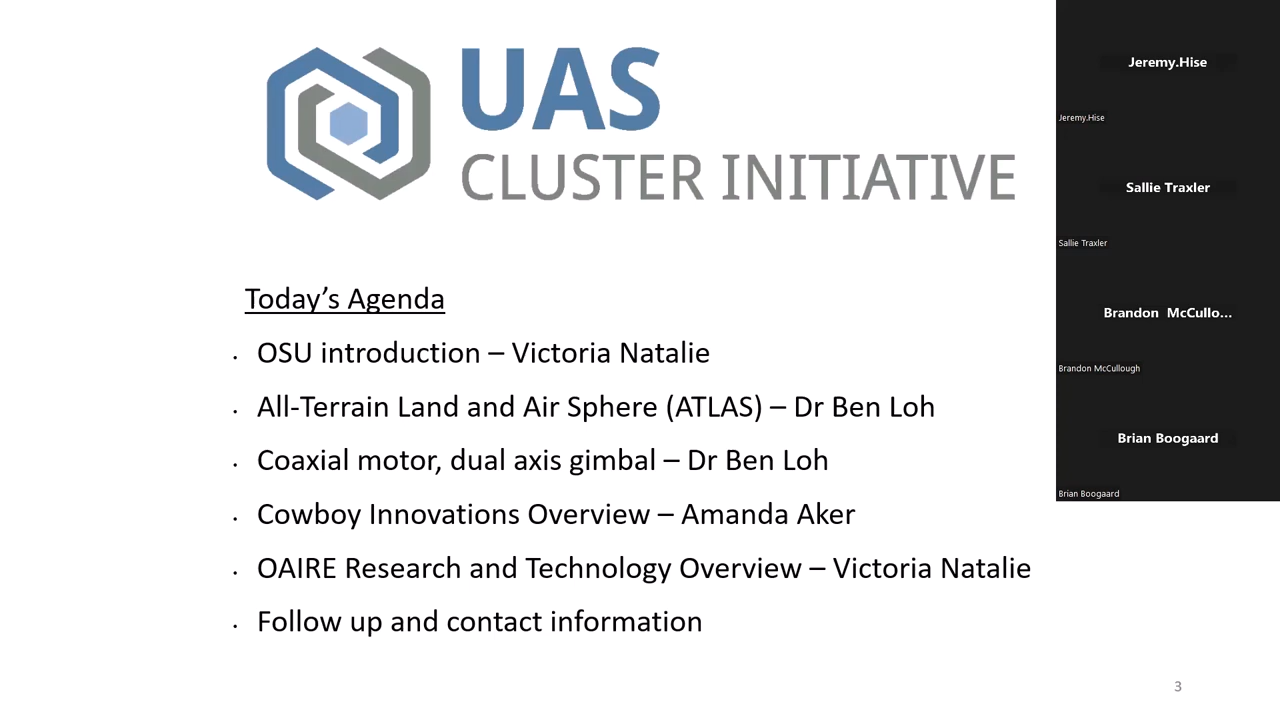 UAS
CLUSTER INITIATIVE
Today’s Agenda
• OSU introduction – Victoria Natalie
• All-Terrain Land and Air Sphere (ATLAS) – Dr Ben Loh
• Coaxial motor, dual axis gimbal – Dr Ben Loh
• Cowboy Innovations Overview – Amanda Aker
• OAIRE Research and Technology Overview – Victoria Natalie
• Follow up and contact information
3
Jeremy.Hise
Jeremy.Hise
Sallie Traxler
Sallie Traxler
Brandon McCullo...
Brandon McCullough
Brian Boogaard
Brian Boogaard